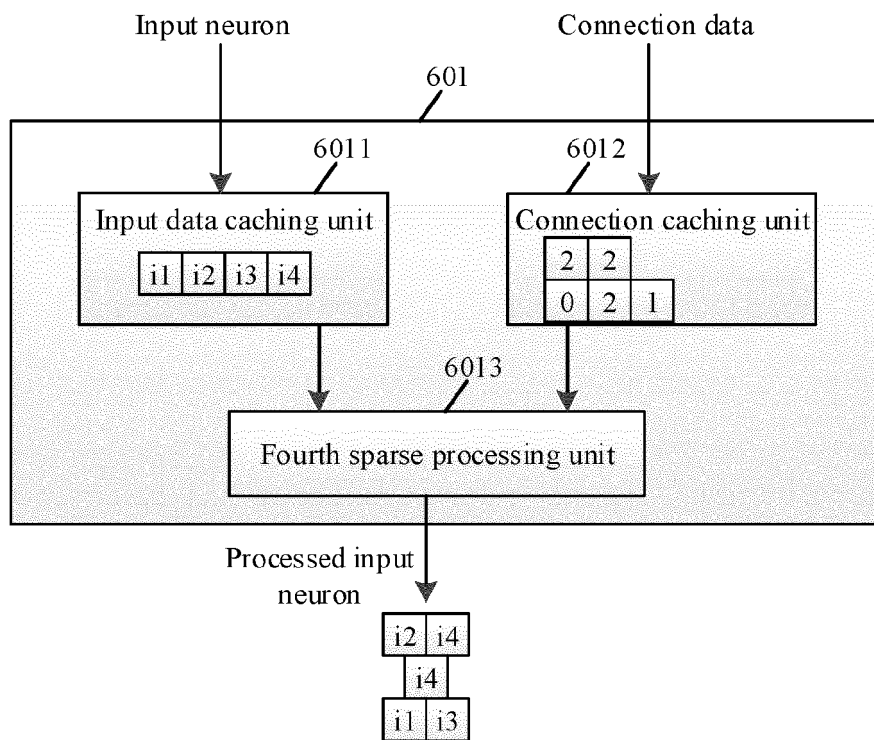 Input neuron
Connection data
601
6011
6012
Input data caching unit
i1 i2 i3 i4
Connection caching unit
2 2
0 2 1
6013
Fourth sparse processing unit
Processed input
neuron
i2 i4
i4
i1 i3